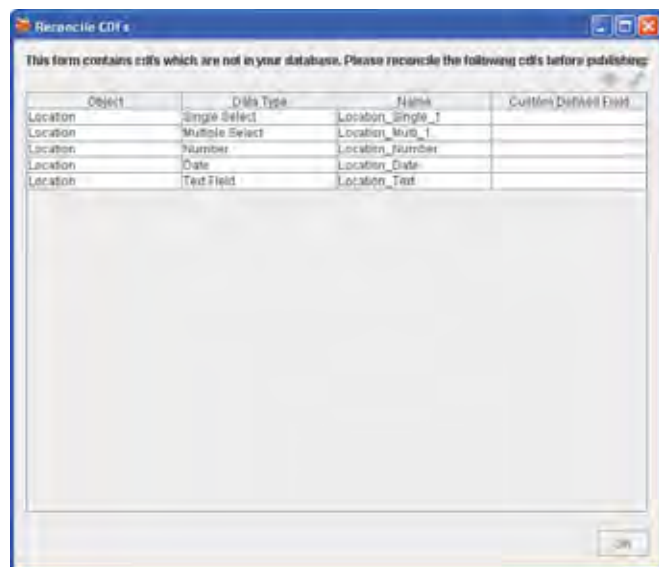 Reconcile CDFs
This form contains cdfs which are not in your database. Please reconcile the following cdfs before publishing:
Object Data Type Name Custom Defined Field
Location Single Select Location_Single_1
Location Multiple Select Location_Multi_1
Location Number Location_Number
Location Date Location_Date
Location Text Field Location_Text
OK